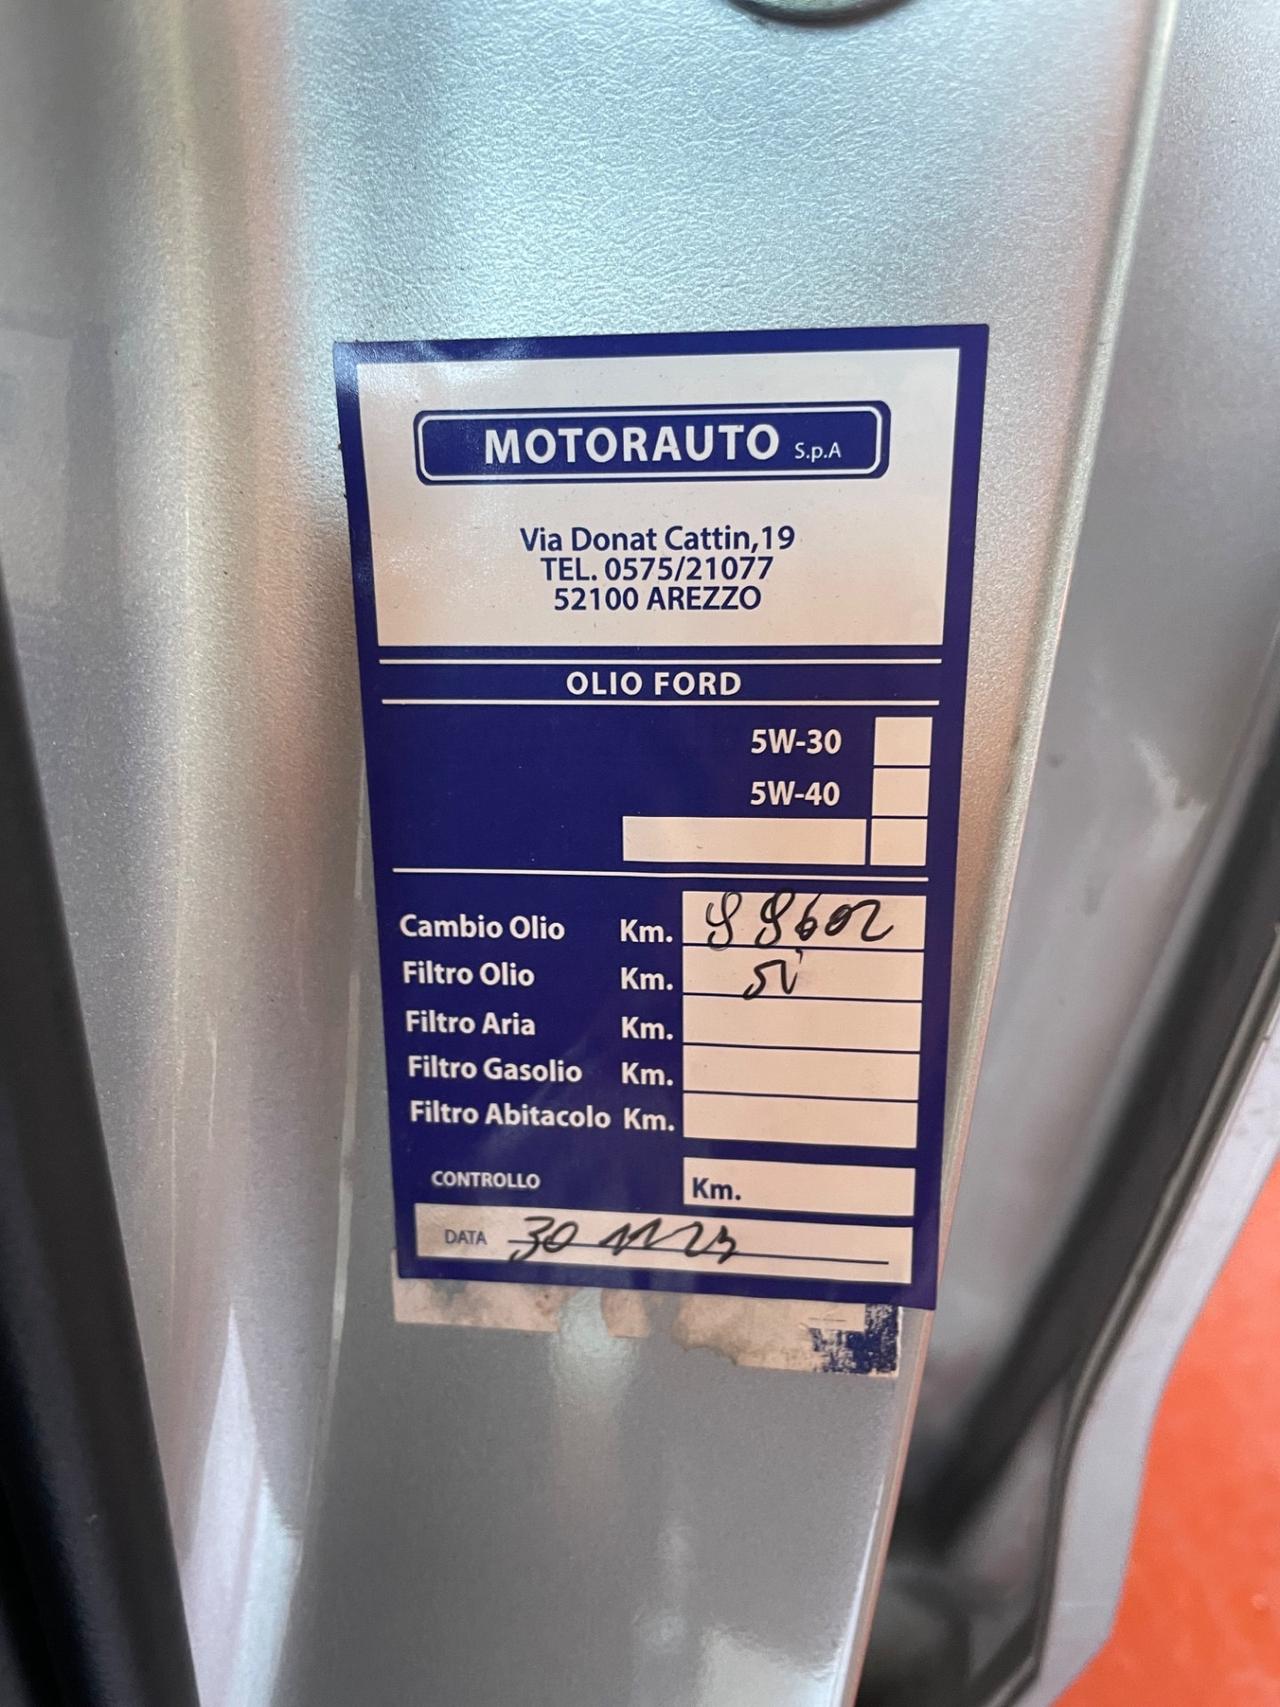 MOTORAUTO S.p.A
Via Donat Cattin,19
TEL. 0575/21077
52100 AREZZO
OLIO FORD
5W-30
5W-40
Cambio Olio Km. 99602
Filtro Olio Km. si
Filtro Aria Km.
Filtro Gasolio Km.
Filtro Abitacolo Km.
CONTROLLO Km.
DATA 30 11 23